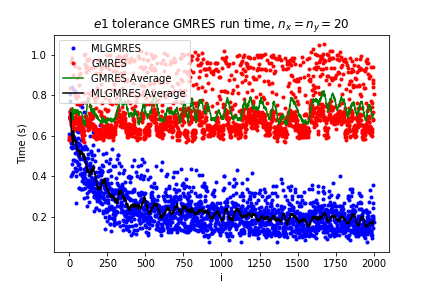 e1 tolerance GMRES run time, n_x = n_y = 20
MLGMRES
GMRES
GMRES Average
MLGMRES Average
Time (s)
1.0
0.8
0.6
0.4
0.2
0 250 500 750 1000 1250 1500 1750 2000
i